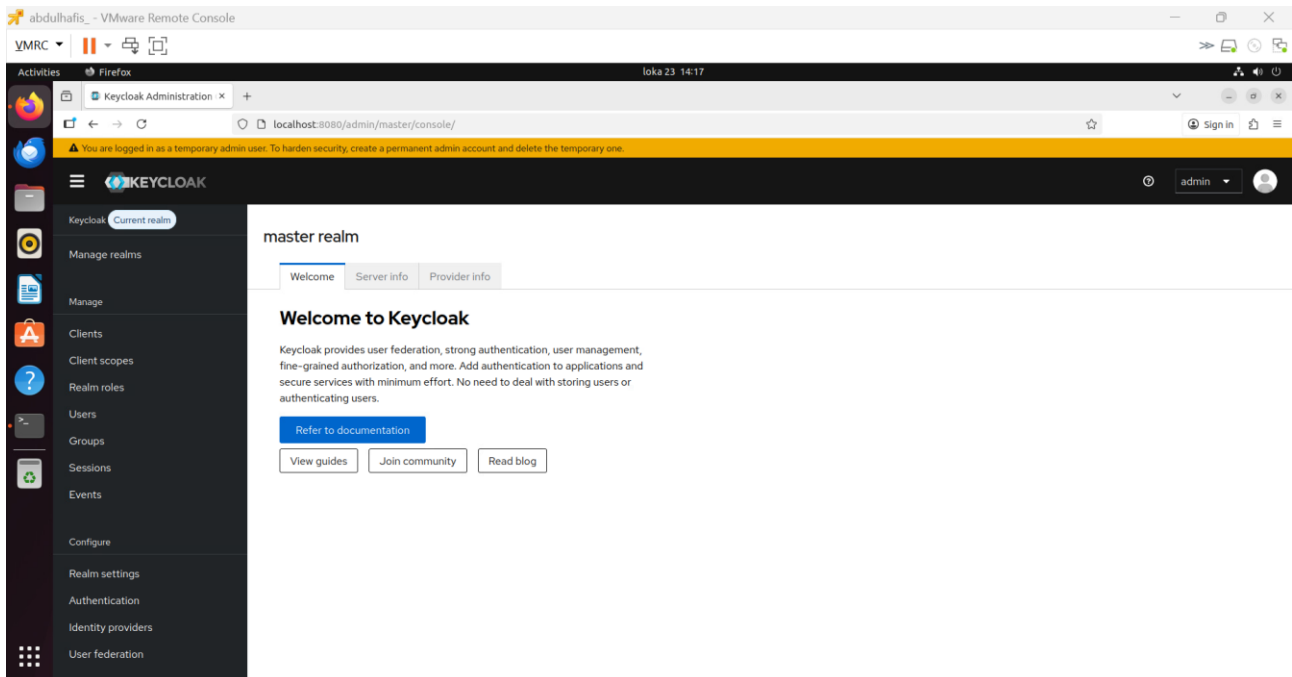 abdulhafis_ - VMware Remote Console
VMRC
Activities Firefox loka 23 14:17
Keycloak Administration
localhost:8080/admin/master/console/ Sign in
You are logged in as a temporary admin user. To harden security, create a permanent admin account and delete the temporary one.
KEYCLOAK admin
Keycloak Current realm
Manage realms
Manage
Clients
Client scopes
Realm roles
Users
Groups
Sessions
Events
Configure
Realm settings
Authentication
Identity providers
User federation
master realm
Welcome Server info Provider info
Welcome to Keycloak
Keycloak provides user federation, strong authentication, user management,
fine-grained authorization, and more. Add authentication to applications and
secure services with minimum effort. No need to deal with storing users or
authenticating users.
Refer to documentation
View guides Join community Read blog